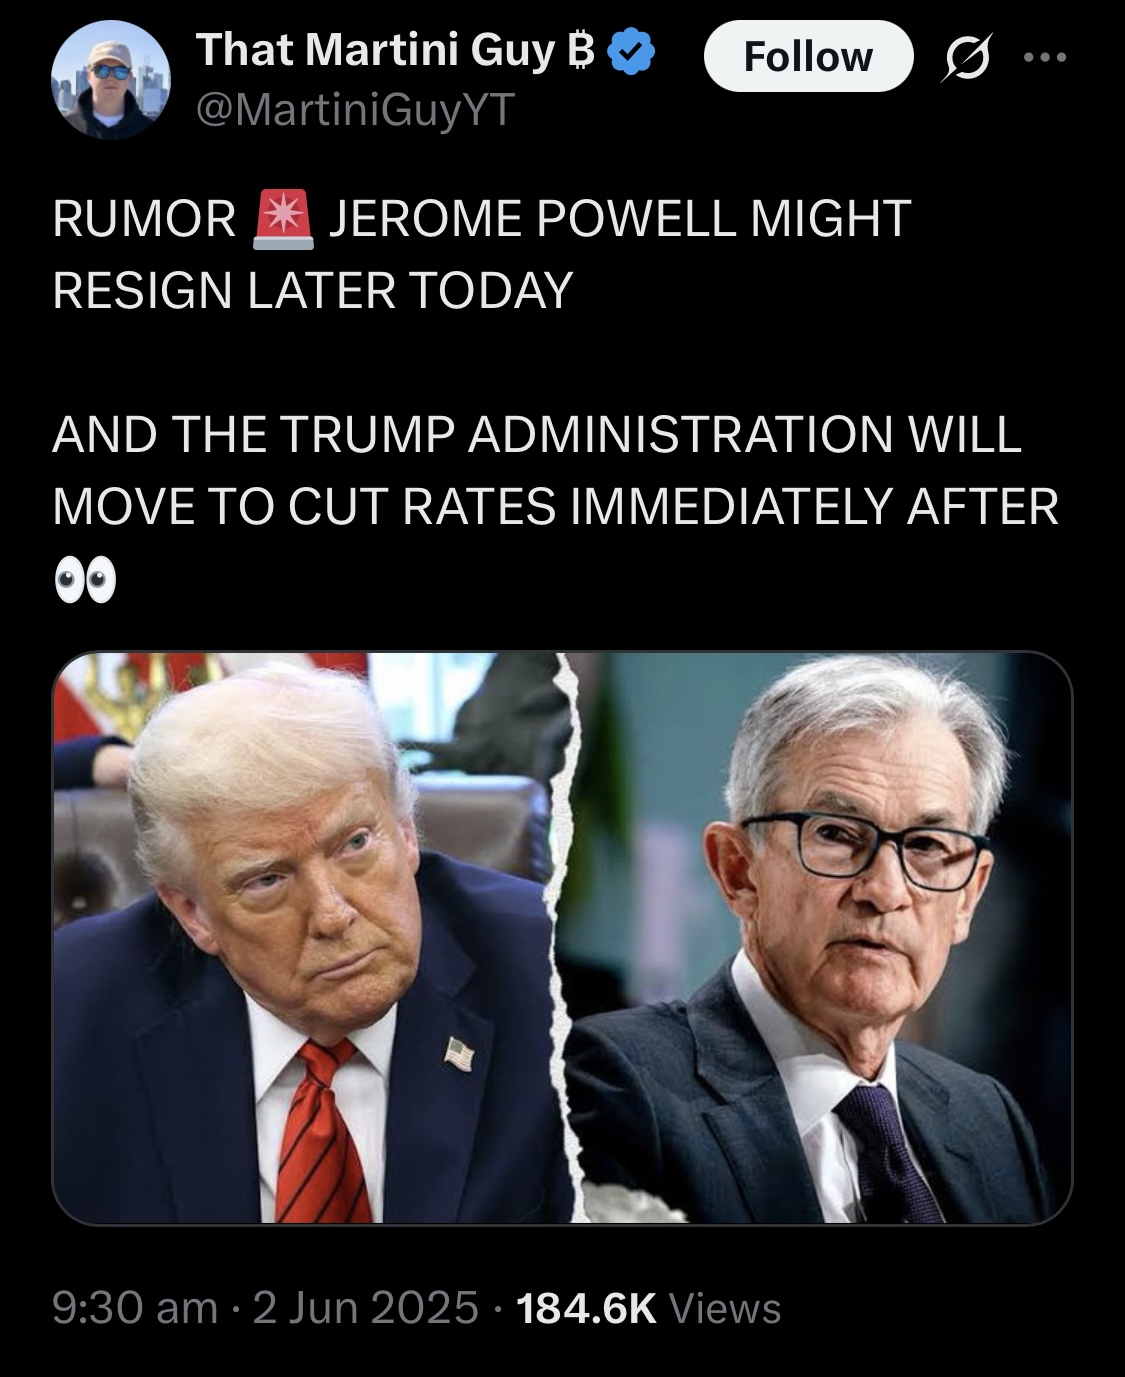 That Martini Guy ₿
Follow
@MartiniGuyYT
RUMOR 🚨 JEROME POWELL MIGHT
RESIGN LATER TODAY
AND THE TRUMP ADMINISTRATION WILL
MOVE TO CUT RATES IMMEDIATELY AFTER
👀
9:30 am · 2 Jun 2025 · 184.6K Views